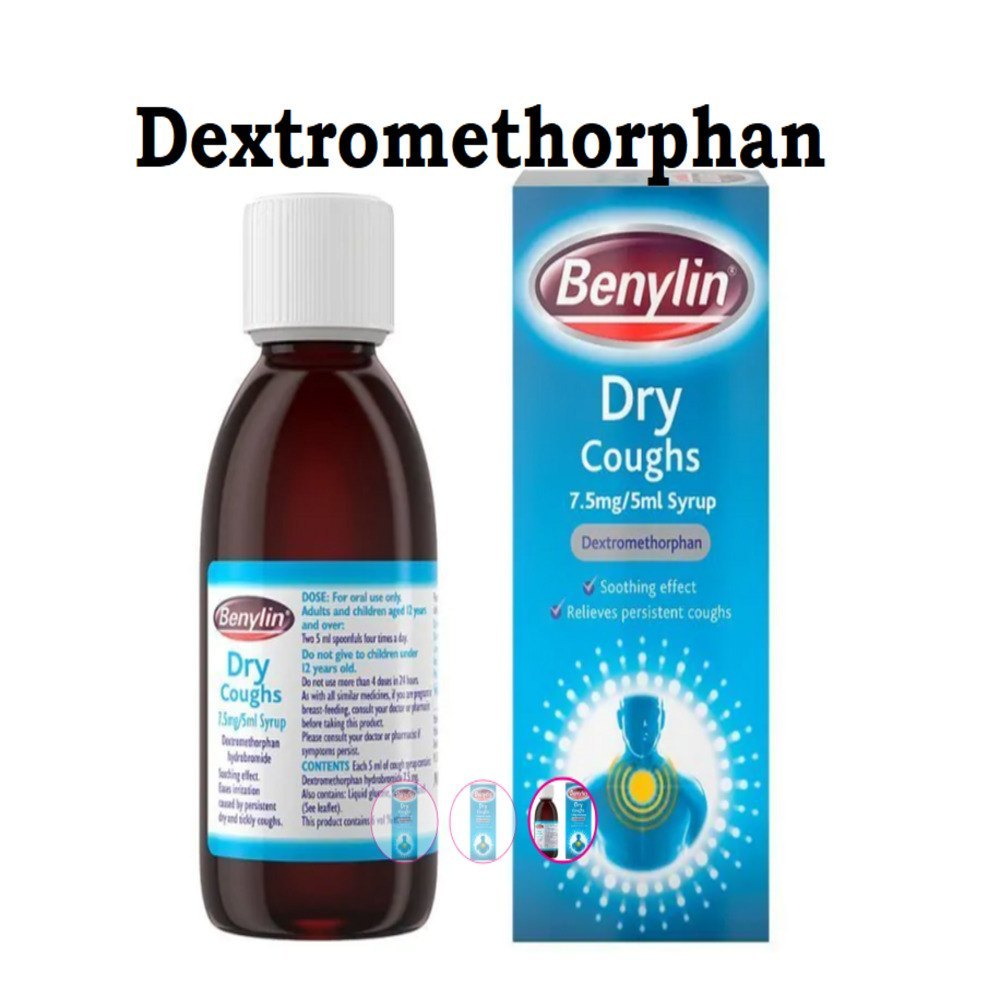 Dextromethorphan
Benylin®
Dry
Coughs
7.5mg/5ml Syrup
Dextromethorphan
Soothing effect
Relieves persistent coughs
Benylin®
Dry
Coughs
7.5mg/5ml Syrup
Dextromethorphan
hydrobromide
Soothing effect.
Eases irritation
caused by persistent
dry and tickly coughs.
DOSE: For oral use only.
Adults and children aged 12 years
and over:
Two 5 ml spoonfuls four times a day.
Do not give to children under
12 years old.
Do not use more than 4 doses in 24 hours.
As with all similar medicines, if you are pregnant
breast-feeding, consult your doctor or pharmacist
before taking this product.
Please consult your doctor or pharmacist if
symptoms persist.
CONTENTS Each 5 ml of cough syrup contains
Dextromethorphan hydrobromide 7.5 mg.
Also contains: Liquid
(See leaflet).
This product contains
Dry
Coughs
Dry
Coughs
Dry
Coughs